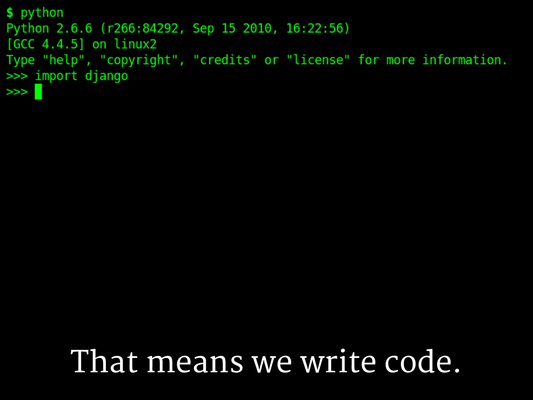 $ python
Python 2.6.6 (r266:84292, Sep 15 2010, 16:22:56)
[GCC 4.4.5] on linux2
Type "help", "copyright", "credits" or "license" for more information.
>>> import django
>>>
That means we write code.